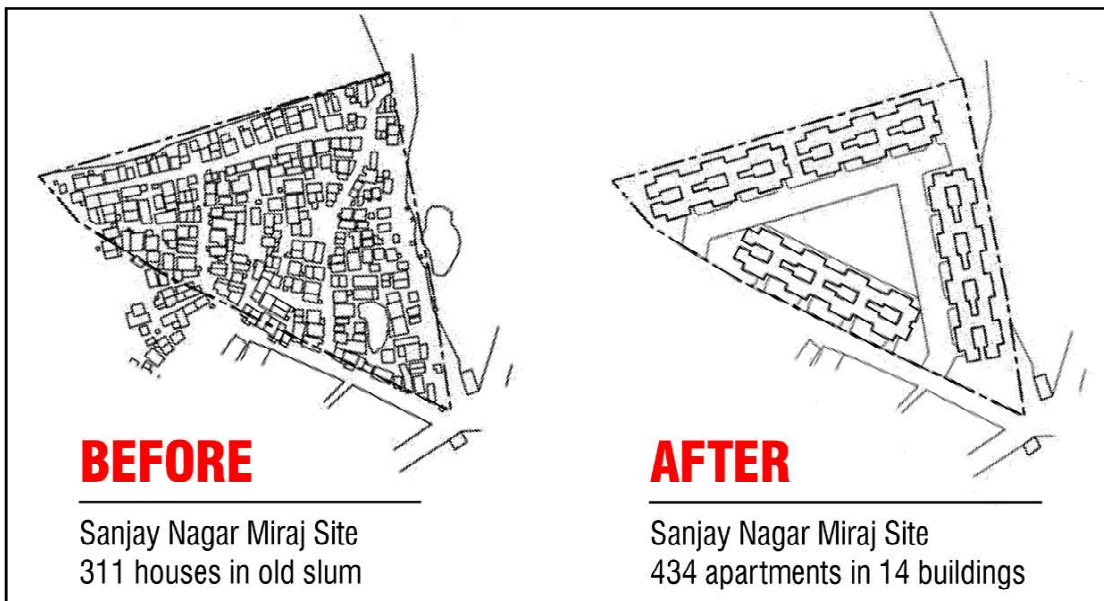 BEFORE
Sanjay Nagar Miraj Site
311 houses in old slum
AFTER
Sanjay Nagar Miraj Site
434 apartments in 14 buildings